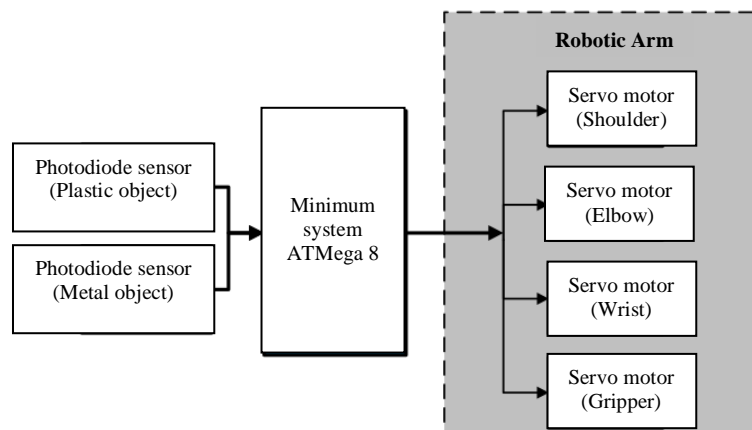 Photodiode sensor
(Plastic object)
Photodiode sensor
(Metal object)
Minimum
system
ATMega 8
Robotic Arm
Servo motor
(Shoulder)
Servo motor
(Elbow)
Servo motor
(Wrist)
Servo motor
(Gripper)